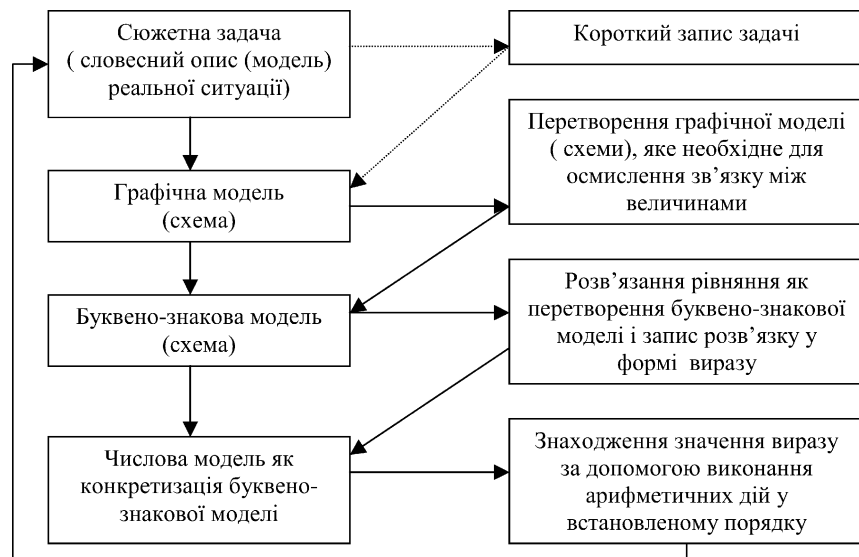 Сюжетна задача
( словесний опис (модель)
реальної ситуації)
Короткий запис задачі
Перетворення графічної моделі
( схеми), яке необхідне для
осмислення зв’язку між
величинами
Графічна модель
(схема)
Буквено-знакова модель
(схема)
Розв’язання рівняння як
перетворення буквено-знакової
моделі і запис розв’язку у
формі виразу
Числова модель як
конкретизація буквено-
знакової моделі
Знаходження значення виразу
за допомогою виконання
арифметичних дій у
встановленому порядку